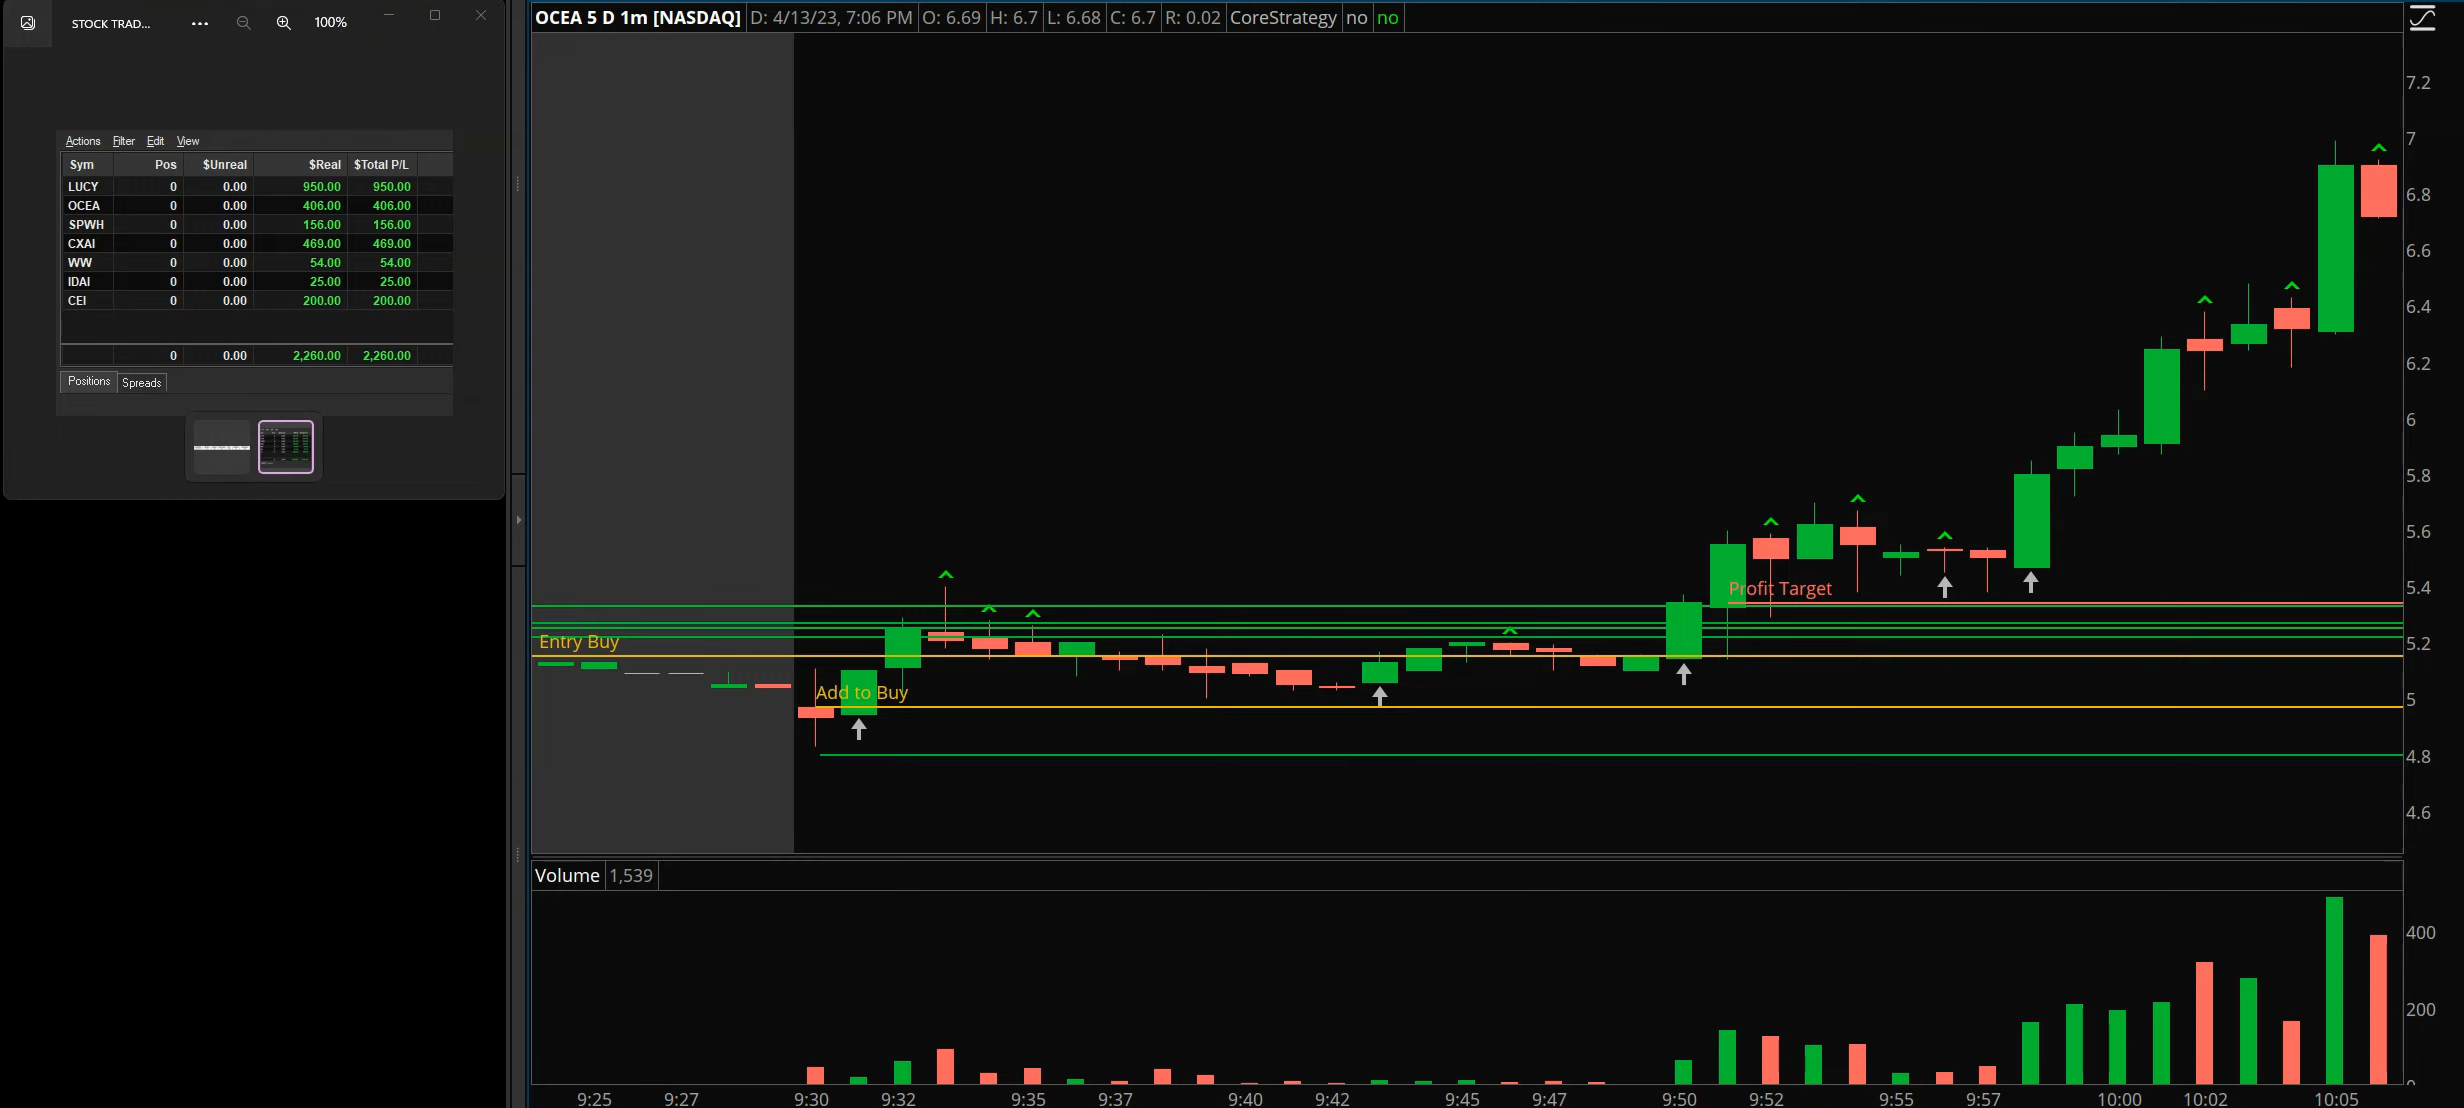 STOCK TRAD... ... 100%
Actions Filter Edit View
Sym Pos $Unreal $Real $Total P/L
LUCY 0 0.00 950.00 950.00
OCEA 0 0.00 406.00 406.00
SPWH 0 0.00 156.00 156.00
CXAI 0 0.00 469.00 469.00
WW 0 0.00 54.00 54.00
IDAI 0 0.00 25.00 25.00
CEI 0 0.00 200.00 200.00
0 0.00 2,260.00 2,260.00
Positions Spreads
OCEA 5 D 1m [NASDAQ] D: 4/13/23, 7:06 PM O: 6.69 H: 6.7 L: 6.68 C: 6.7 R: 0.02 CoreStrategy no no
7.2
7
6.8
6.6
6.4
6.2
6
5.8
5.6
5.4
5.2
5
4.8
4.6
Profit Target
Entry Buy
Add to Buy
Volume 1,539
400
200
0
9:25 9:27 9:30 9:32 9:35 9:37 9:40 9:42 9:45 9:47 9:50 9:52 9:55 9:57 10:00 10:02 10:05